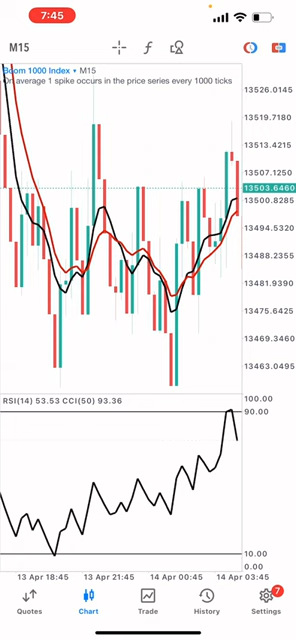 7:45
M15
Boom 1000 Index • M15
On average 1 spike occurs in the price series every 1000 ticks
13526.0145
13519.7180
13513.4215
13507.1250
13503.6460
13500.8285
13494.5320
13488.2355
13481.9390
13475.6425
13469.3460
13463.0495
RSI(14) 53.53 CCI(50) 93.36
100.00
90.00
10.00
0.00
13 Apr 18:45
13 Apr 21:45
14 Apr 00:45
14 Apr 03:45
7
Quotes
Chart
Trade
History
Settings